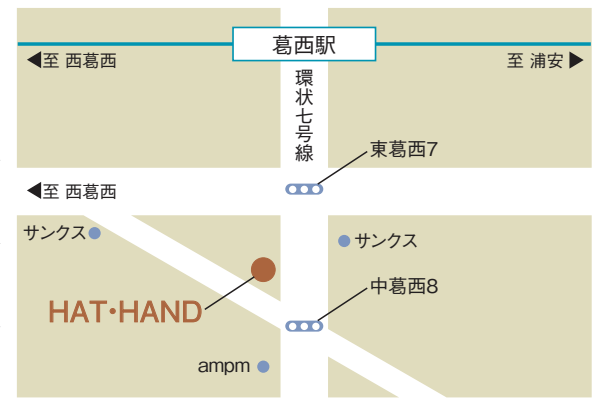 葛西駅
◀至 西葛西
至 浦安▶
環状七号線
東葛西7
◀至 西葛西
サンクス
サンクス
中葛西8
HAT・HAND
ampm